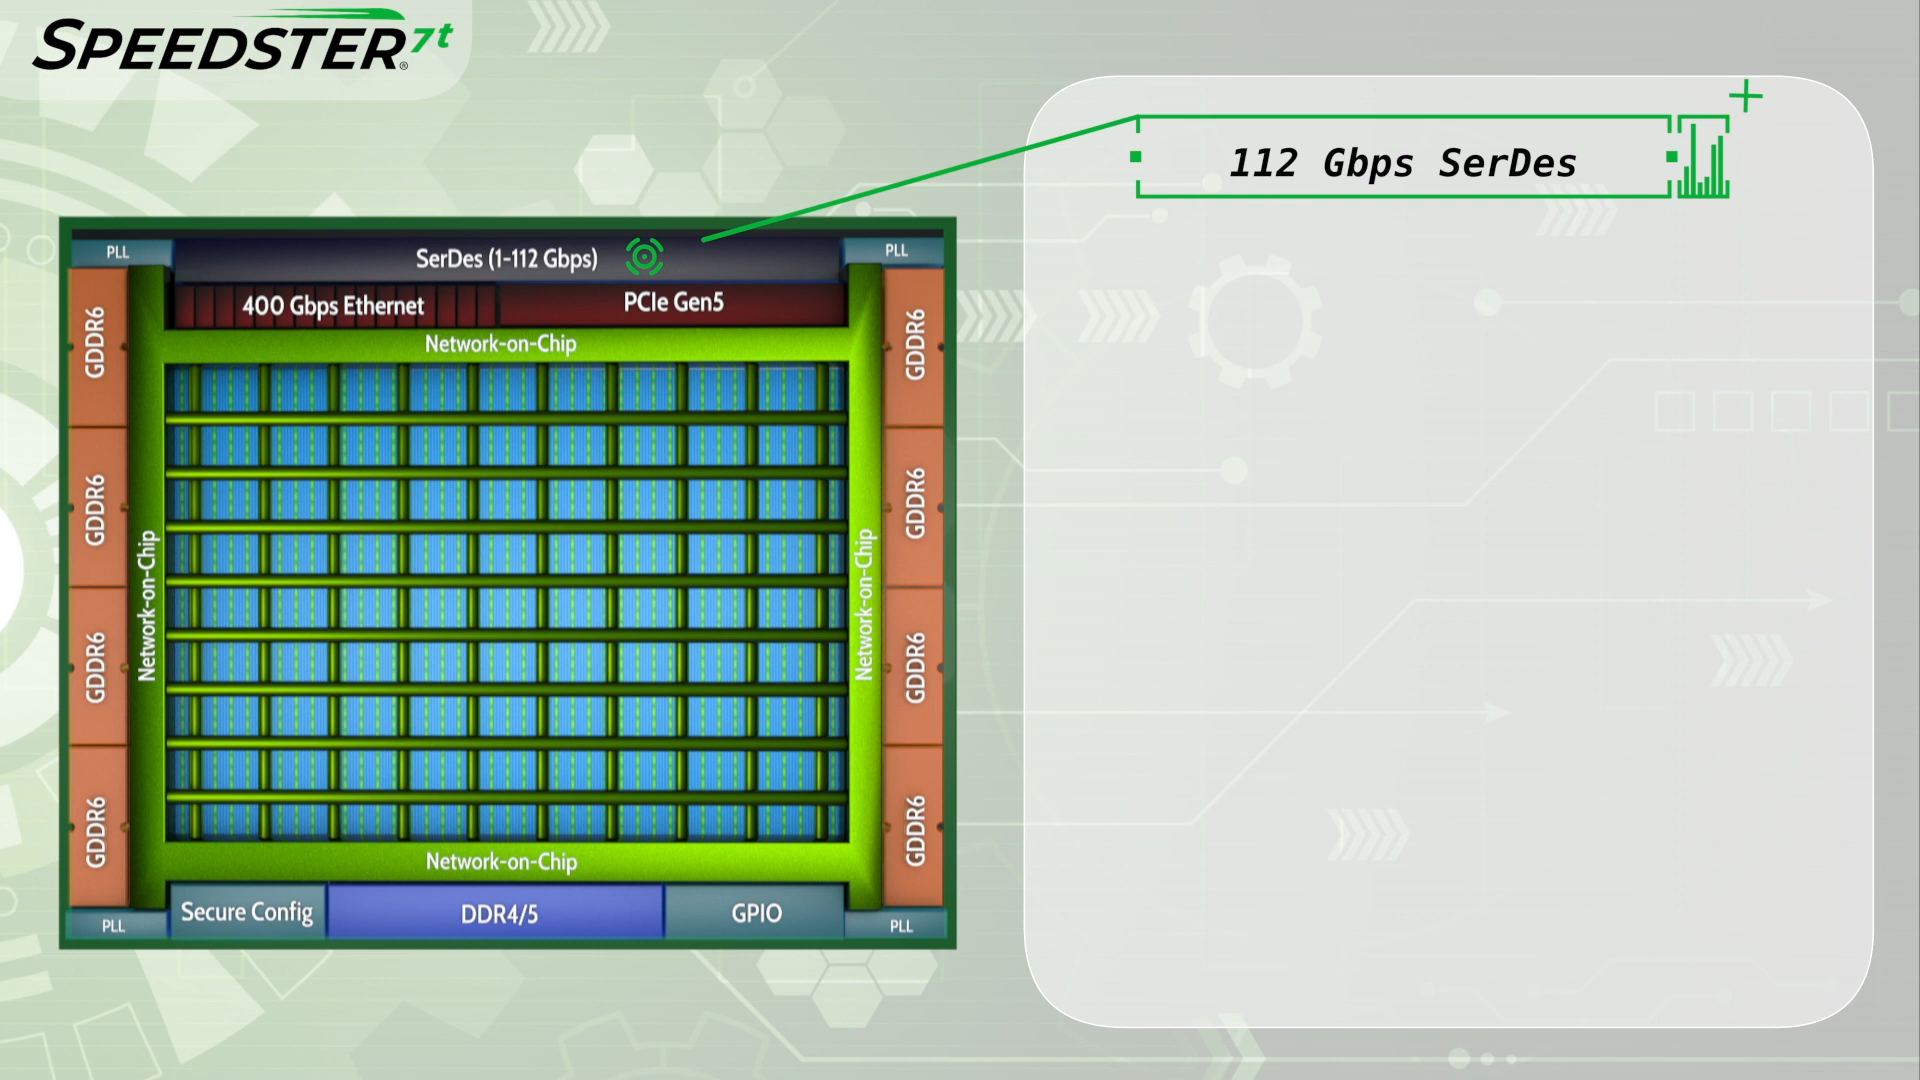 SPEEDSTER®7t
112 Gbps SerDes
PLL
SerDes (1-112 Gbps)
PLL
400 Gbps Ethernet
PCIe Gen5
Network-on-Chip
GDDR6
GDDR6
GDDR6
GDDR6
Network-on-Chip
Network-on-Chip
GDDR6
GDDR6
GDDR6
GDDR6
Network-on-Chip
PLL
Secure Config
DDR4/5
GPIO
PLL